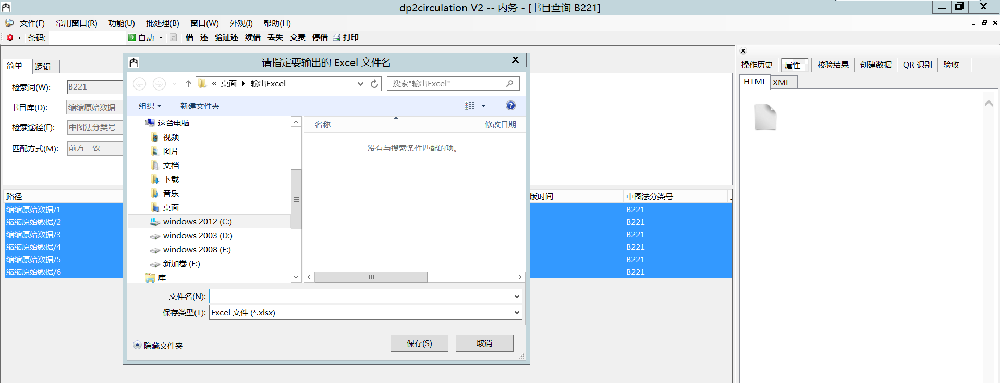 dp2circulation V2 -- 内务 - [书目查询 B221]
文件(F) 常用窗口(R) 功能(U) 批处理(B) 窗口(W) 外观(I) 帮助(H)
条码: 自动 借 还 验证还 续借 丢失 交费 停借 打印
简单 逻辑
检索词(W): B221
书目库(D): 缩缩原始数据
检索途径(F): 中图法分类号
匹配方式(M): 前方一致
路径 版时间 中图法分类号
缩缩原始数据/1 B221
缩缩原始数据/2 B221
缩缩原始数据/3 B221
缩缩原始数据/4 B221
缩缩原始数据/5 B221
缩缩原始数据/6 B221
请指定要输出的 Excel 文件名
« 桌面 输出Excel 搜索"输出Excel"
组织 新建文件夹
这台电脑
视频
图片
文档
下载
音乐
桌面
windows 2012 (C:)
windows 2003 (D:)
windows 2008 (E:)
新加卷 (F:)
库
名称 修改日期
没有与搜索条件匹配的项。
文件名(N):
保存类型(T): Excel 文件 (*.xlsx)
隐藏文件夹 保存(S) 取消
操作历史 属性 校验结果 创建数据 QR 识别 验收
HTML XML